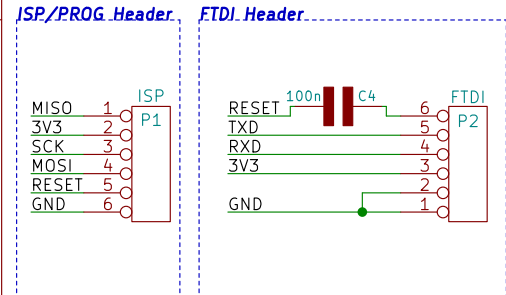 ISP/PROG Header
ISP
P1
MISO 1
3V3 2
SCK 3
MOSI 4
RESET 5
GND 6
FTDI Header
100n C4
FTDI
P2
RESET 6
TXD 5
RXD 4
3V3 3
2
GND 1